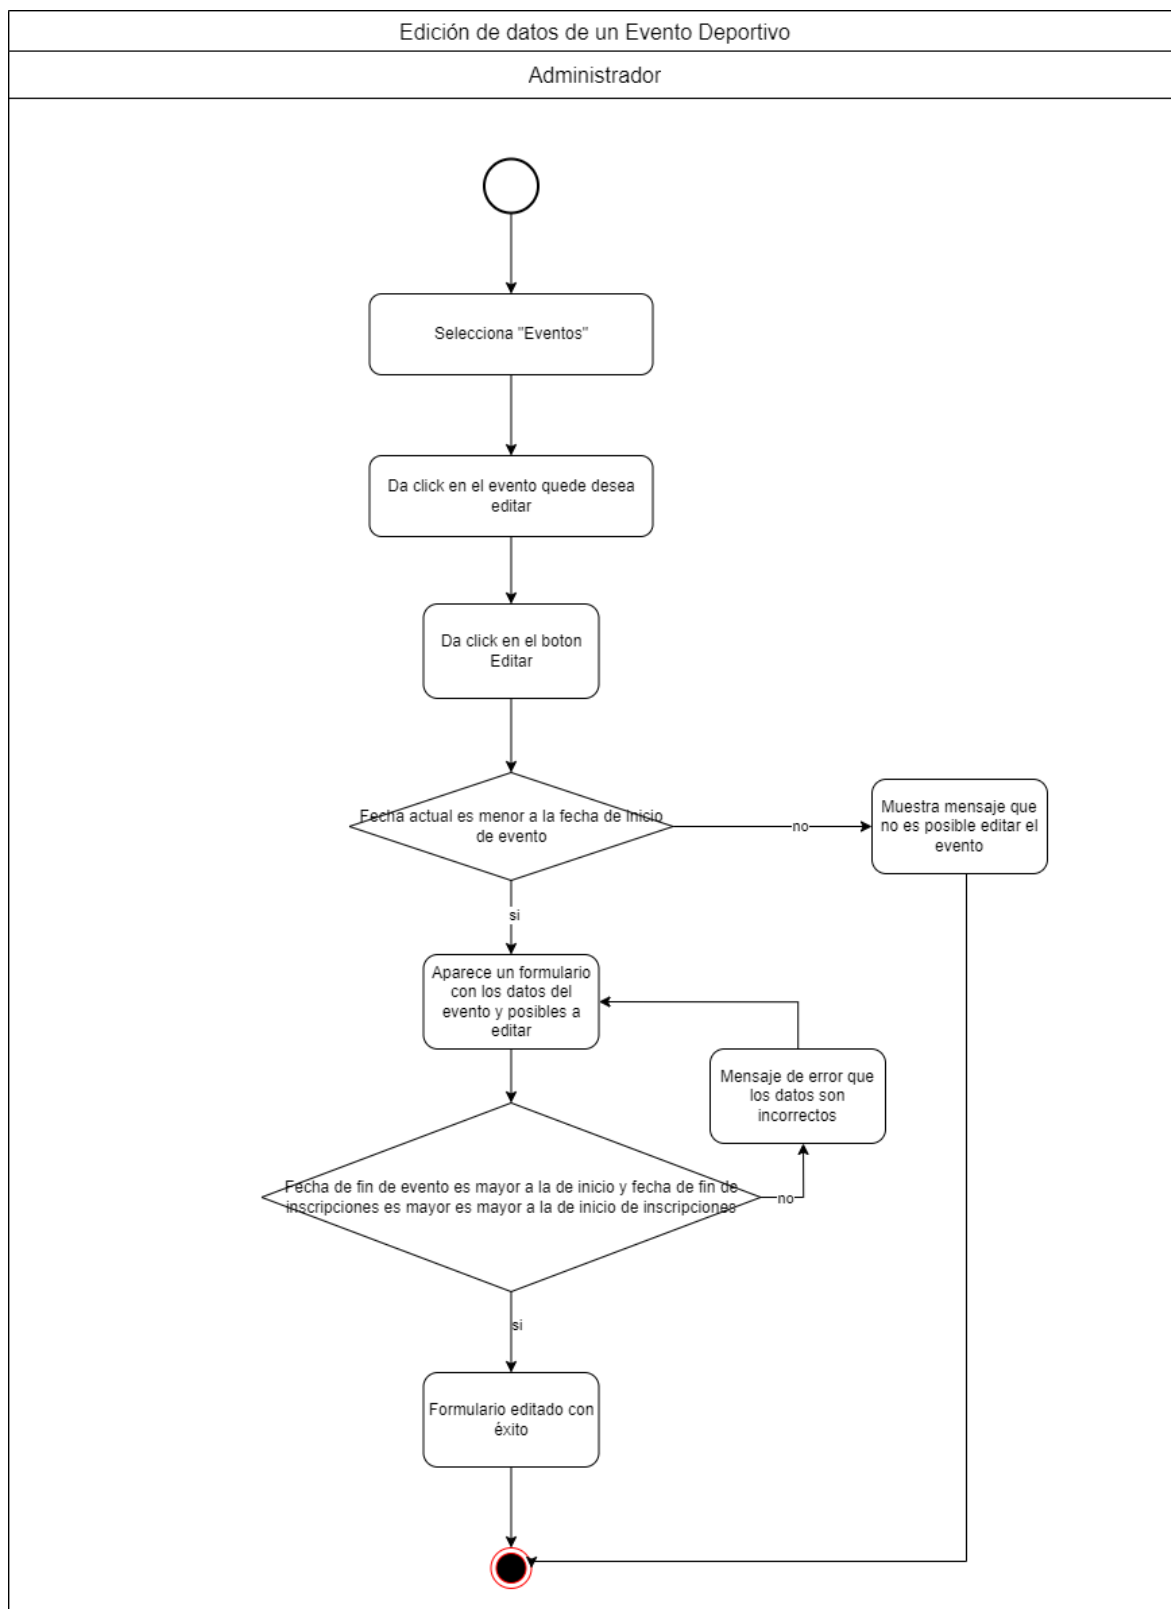 Edición de datos de un Evento Deportivo
Administrador
Selecciona "Eventos"
Da click en el evento quede desea
editar
Da click en el boton
Editar
Fecha actual es menor a la fecha de inicio
de evento
no
Muestra mensaje que
no es posible editar el
evento
si
Aparece un formulario
con los datos del
evento y posibles a
editar
Mensaje de error que
los datos son
incorrectos
Fecha de fin de evento es mayor a la de inicio y fecha de fin de
inscripciones es mayor es mayor a la de inicio de inscripciones
no
si
Formulario editado con
éxito